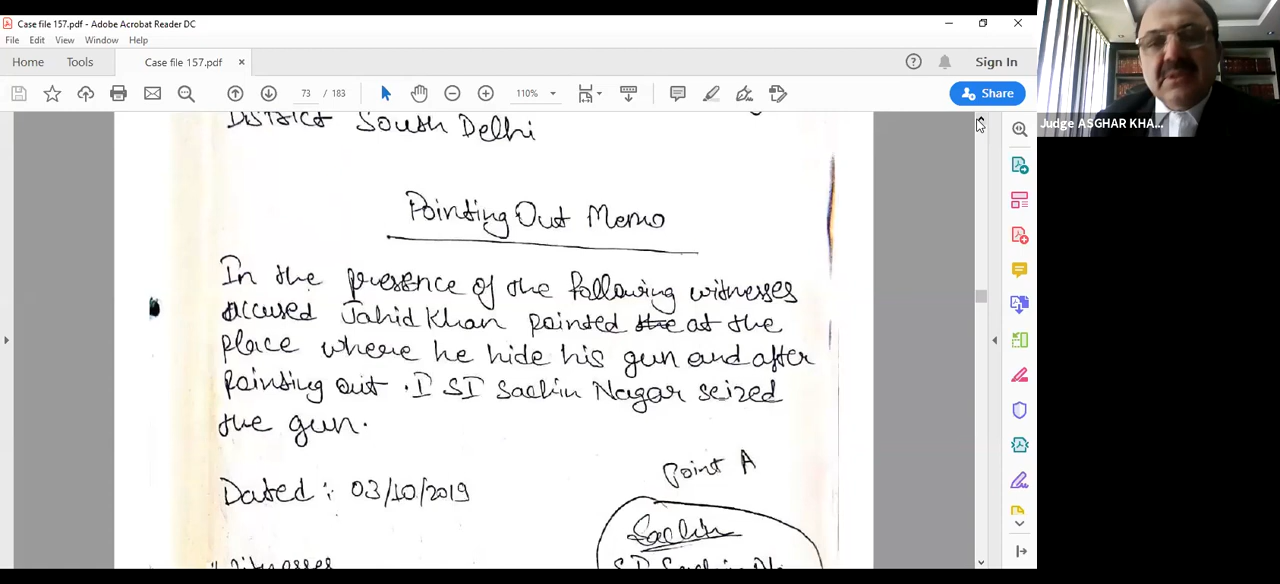 Case file 157.pdf - Adobe Acrobat Reader DC
File Edit View Window Help
Home Tools Case file 157.pdf × Sign In
73 / 183 110% Share
Judge ASGHAR KHA...
District South Delhi
Pointing Out Memo
In the presence of the following witnesses
accused Jahid Khan pointed the at the
place where he hide his gun and after
pointing out . I SI Sachin Nagar seized
the gun.
Dated : 03/10/2019
Point A
Sachin
SI Sachin
Witnesses